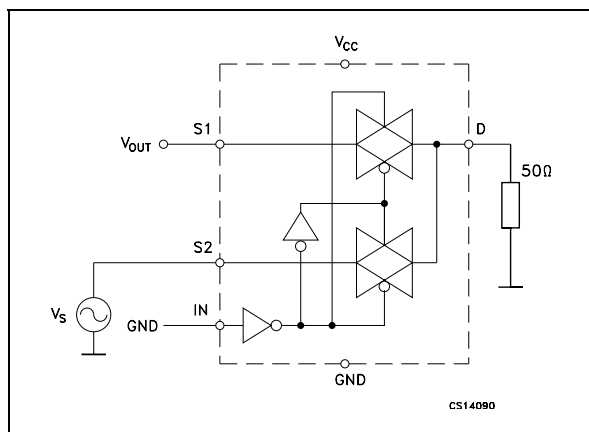 VCC
S1
D
VOUT
50Ω
S2
IN
VS
GND
GND
CS14090